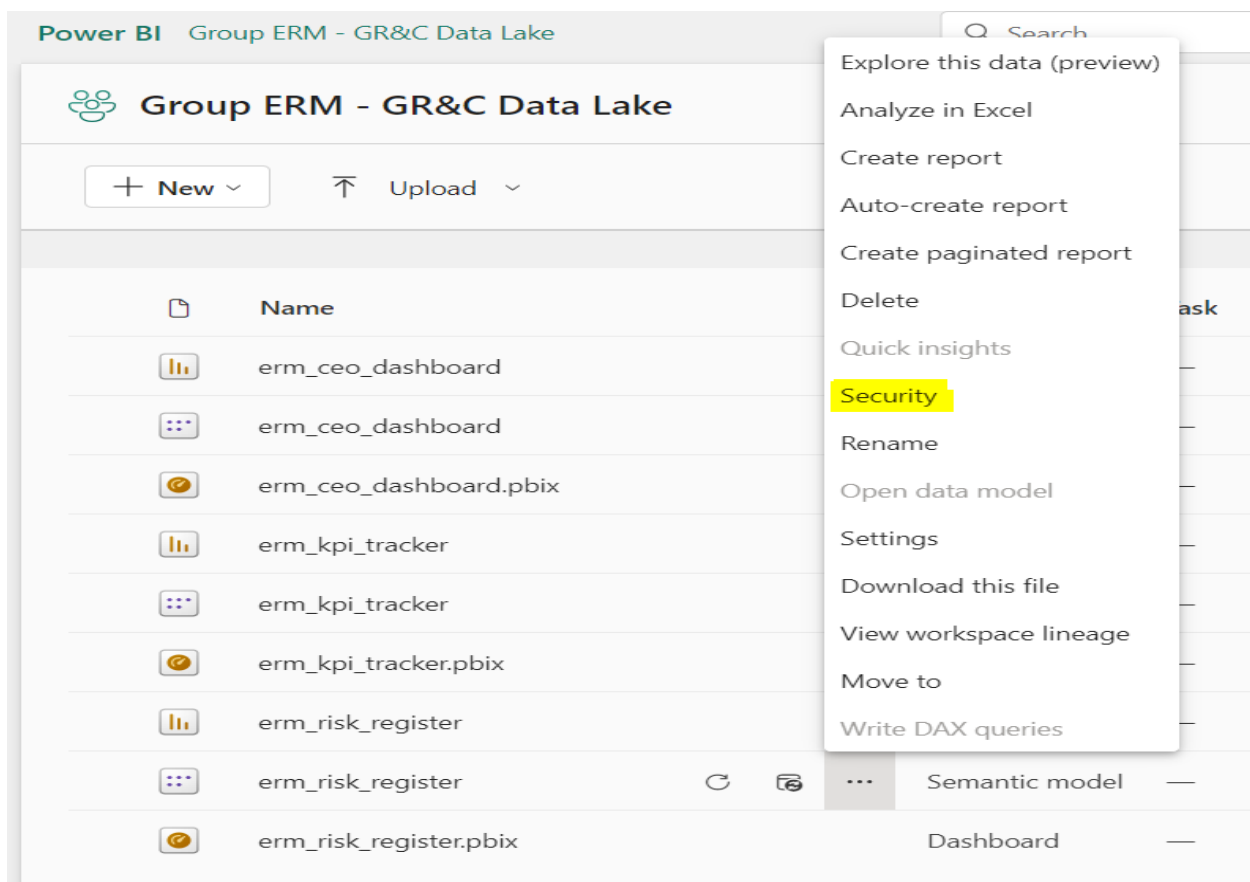 Power BI Group ERM - GR&C Data Lake
Search
Group ERM - GR&C Data Lake
New
Upload
Explore this data (preview)
Analyze in Excel
Create report
Auto-create report
Create paginated report
Delete
Quick insights
Security
Rename
Open data model
Settings
Download this file
View workspace lineage
Move to
Write DAX queries
Name
ask
erm_ceo_dashboard
erm_ceo_dashboard
erm_ceo_dashboard.pbix
erm_kpi_tracker
erm_kpi_tracker
erm_kpi_tracker.pbix
erm_risk_register
erm_risk_register Semantic model —
erm_risk_register.pbix Dashboard —